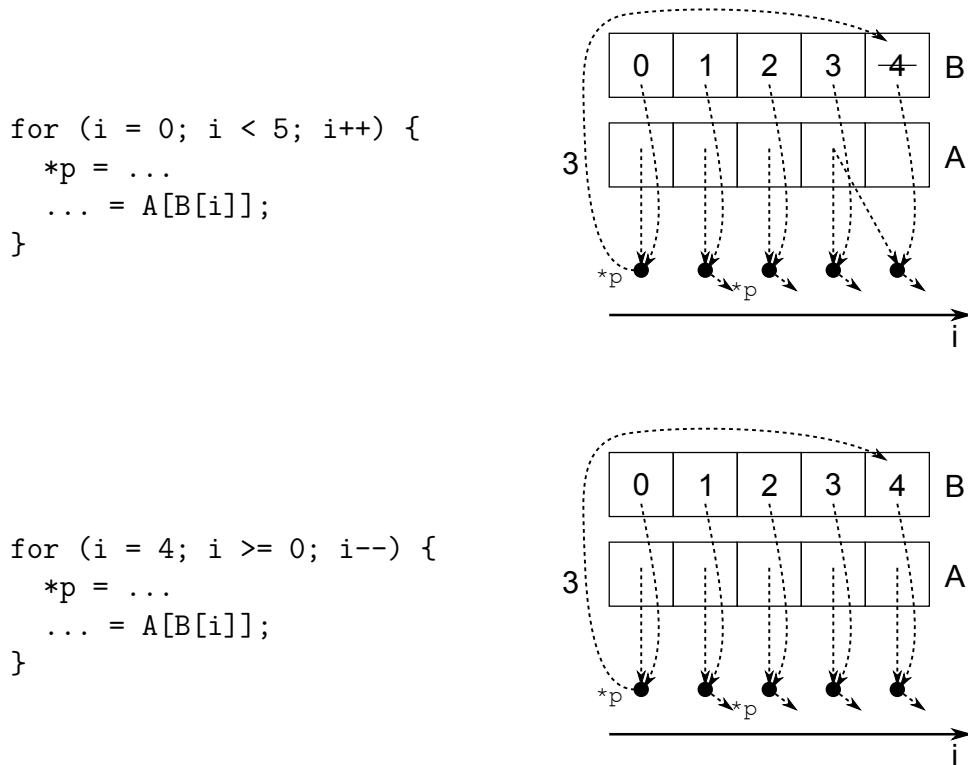 for (i = 0; i < 5; i++) {
  *p = ...
  ... = A[B[i]];
}
0 1 2 3 4 B
3 A
*p *p
i
for (i = 4; i >= 0; i--) {
  *p = ...
  ... = A[B[i]];
}
0 1 2 3 4 B
3 A
*p *p
i